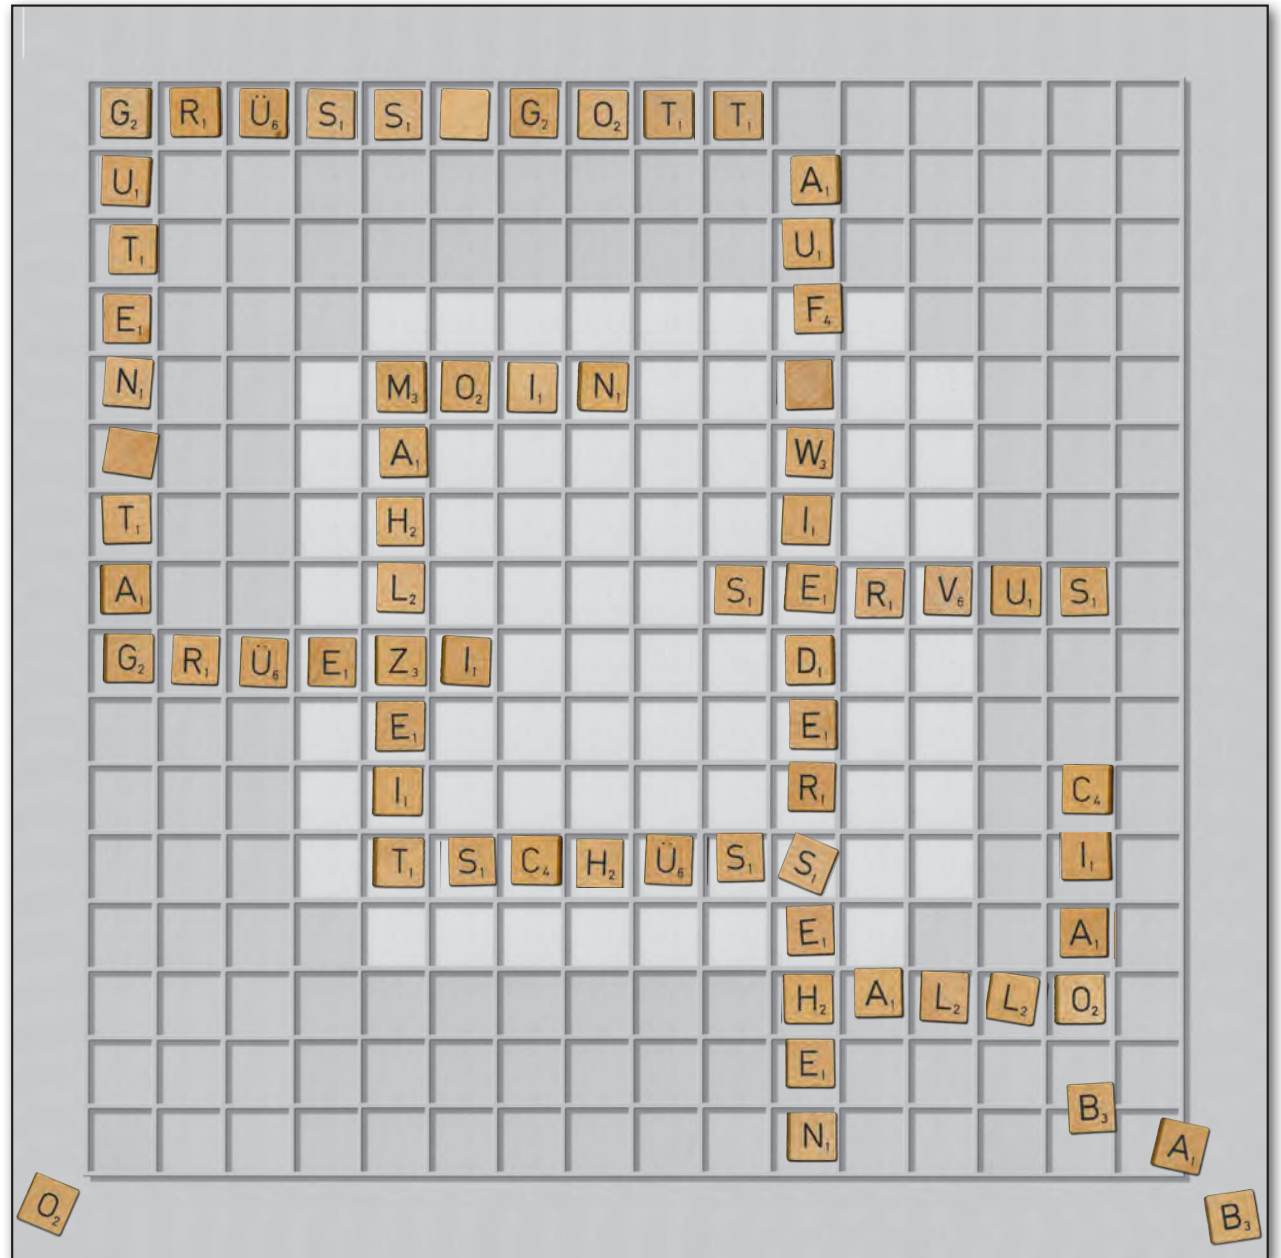 GRÜSS GOTT
GUTEN TAG
AUF WIEDERSEHEN
MOIN
MAHLZEIT
SERVUS
GRÜEZI
CIAO
TSCHÜSS
HALLO
B
A
O
B